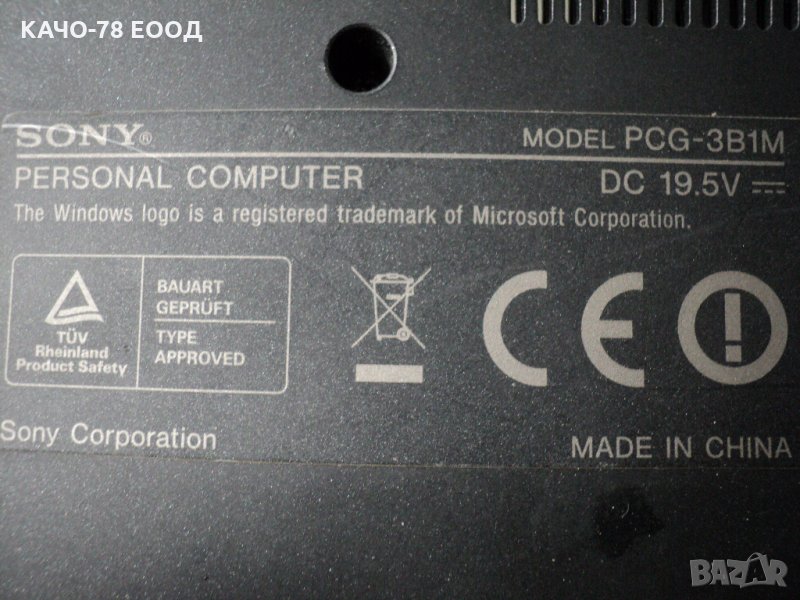 КАЧО-78 ЕООД
SONY®
MODEL PCG-3B1M
PERSONAL COMPUTER
DC 19.5V
The Windows logo is a registered trademark of Microsoft Corporation.
TÜV
Rheinland
Product Safety
BAUART
GEPRÜFT
TYPE
APPROVED
CE
Sony Corporation
MADE IN CHINA
BAZAR